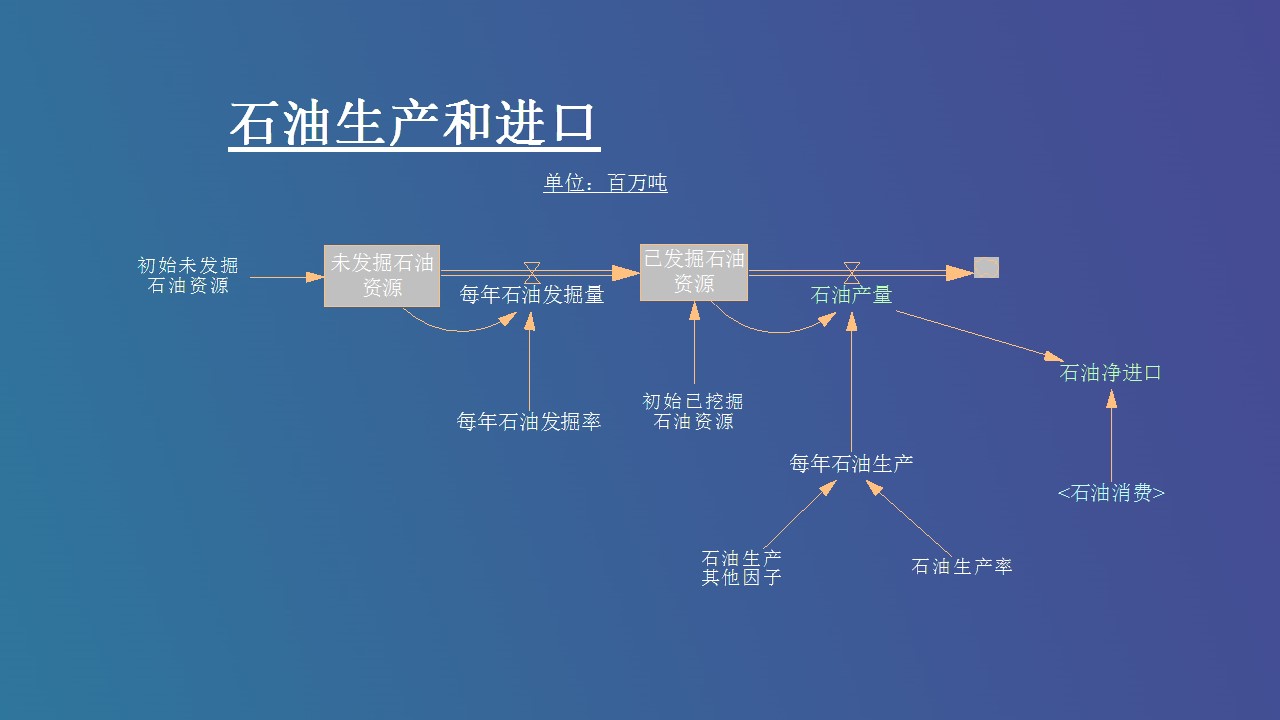 石油生产和进口
单位：百万吨
初始未发掘
石油资源
未发掘石油
资源
每年石油发掘量
已发掘石油
资源
石油产量
石油净进口
每年石油发掘率
初始已挖掘
石油资源
每年石油生产
<石油消费>
石油生产
其他因子
石油生产率